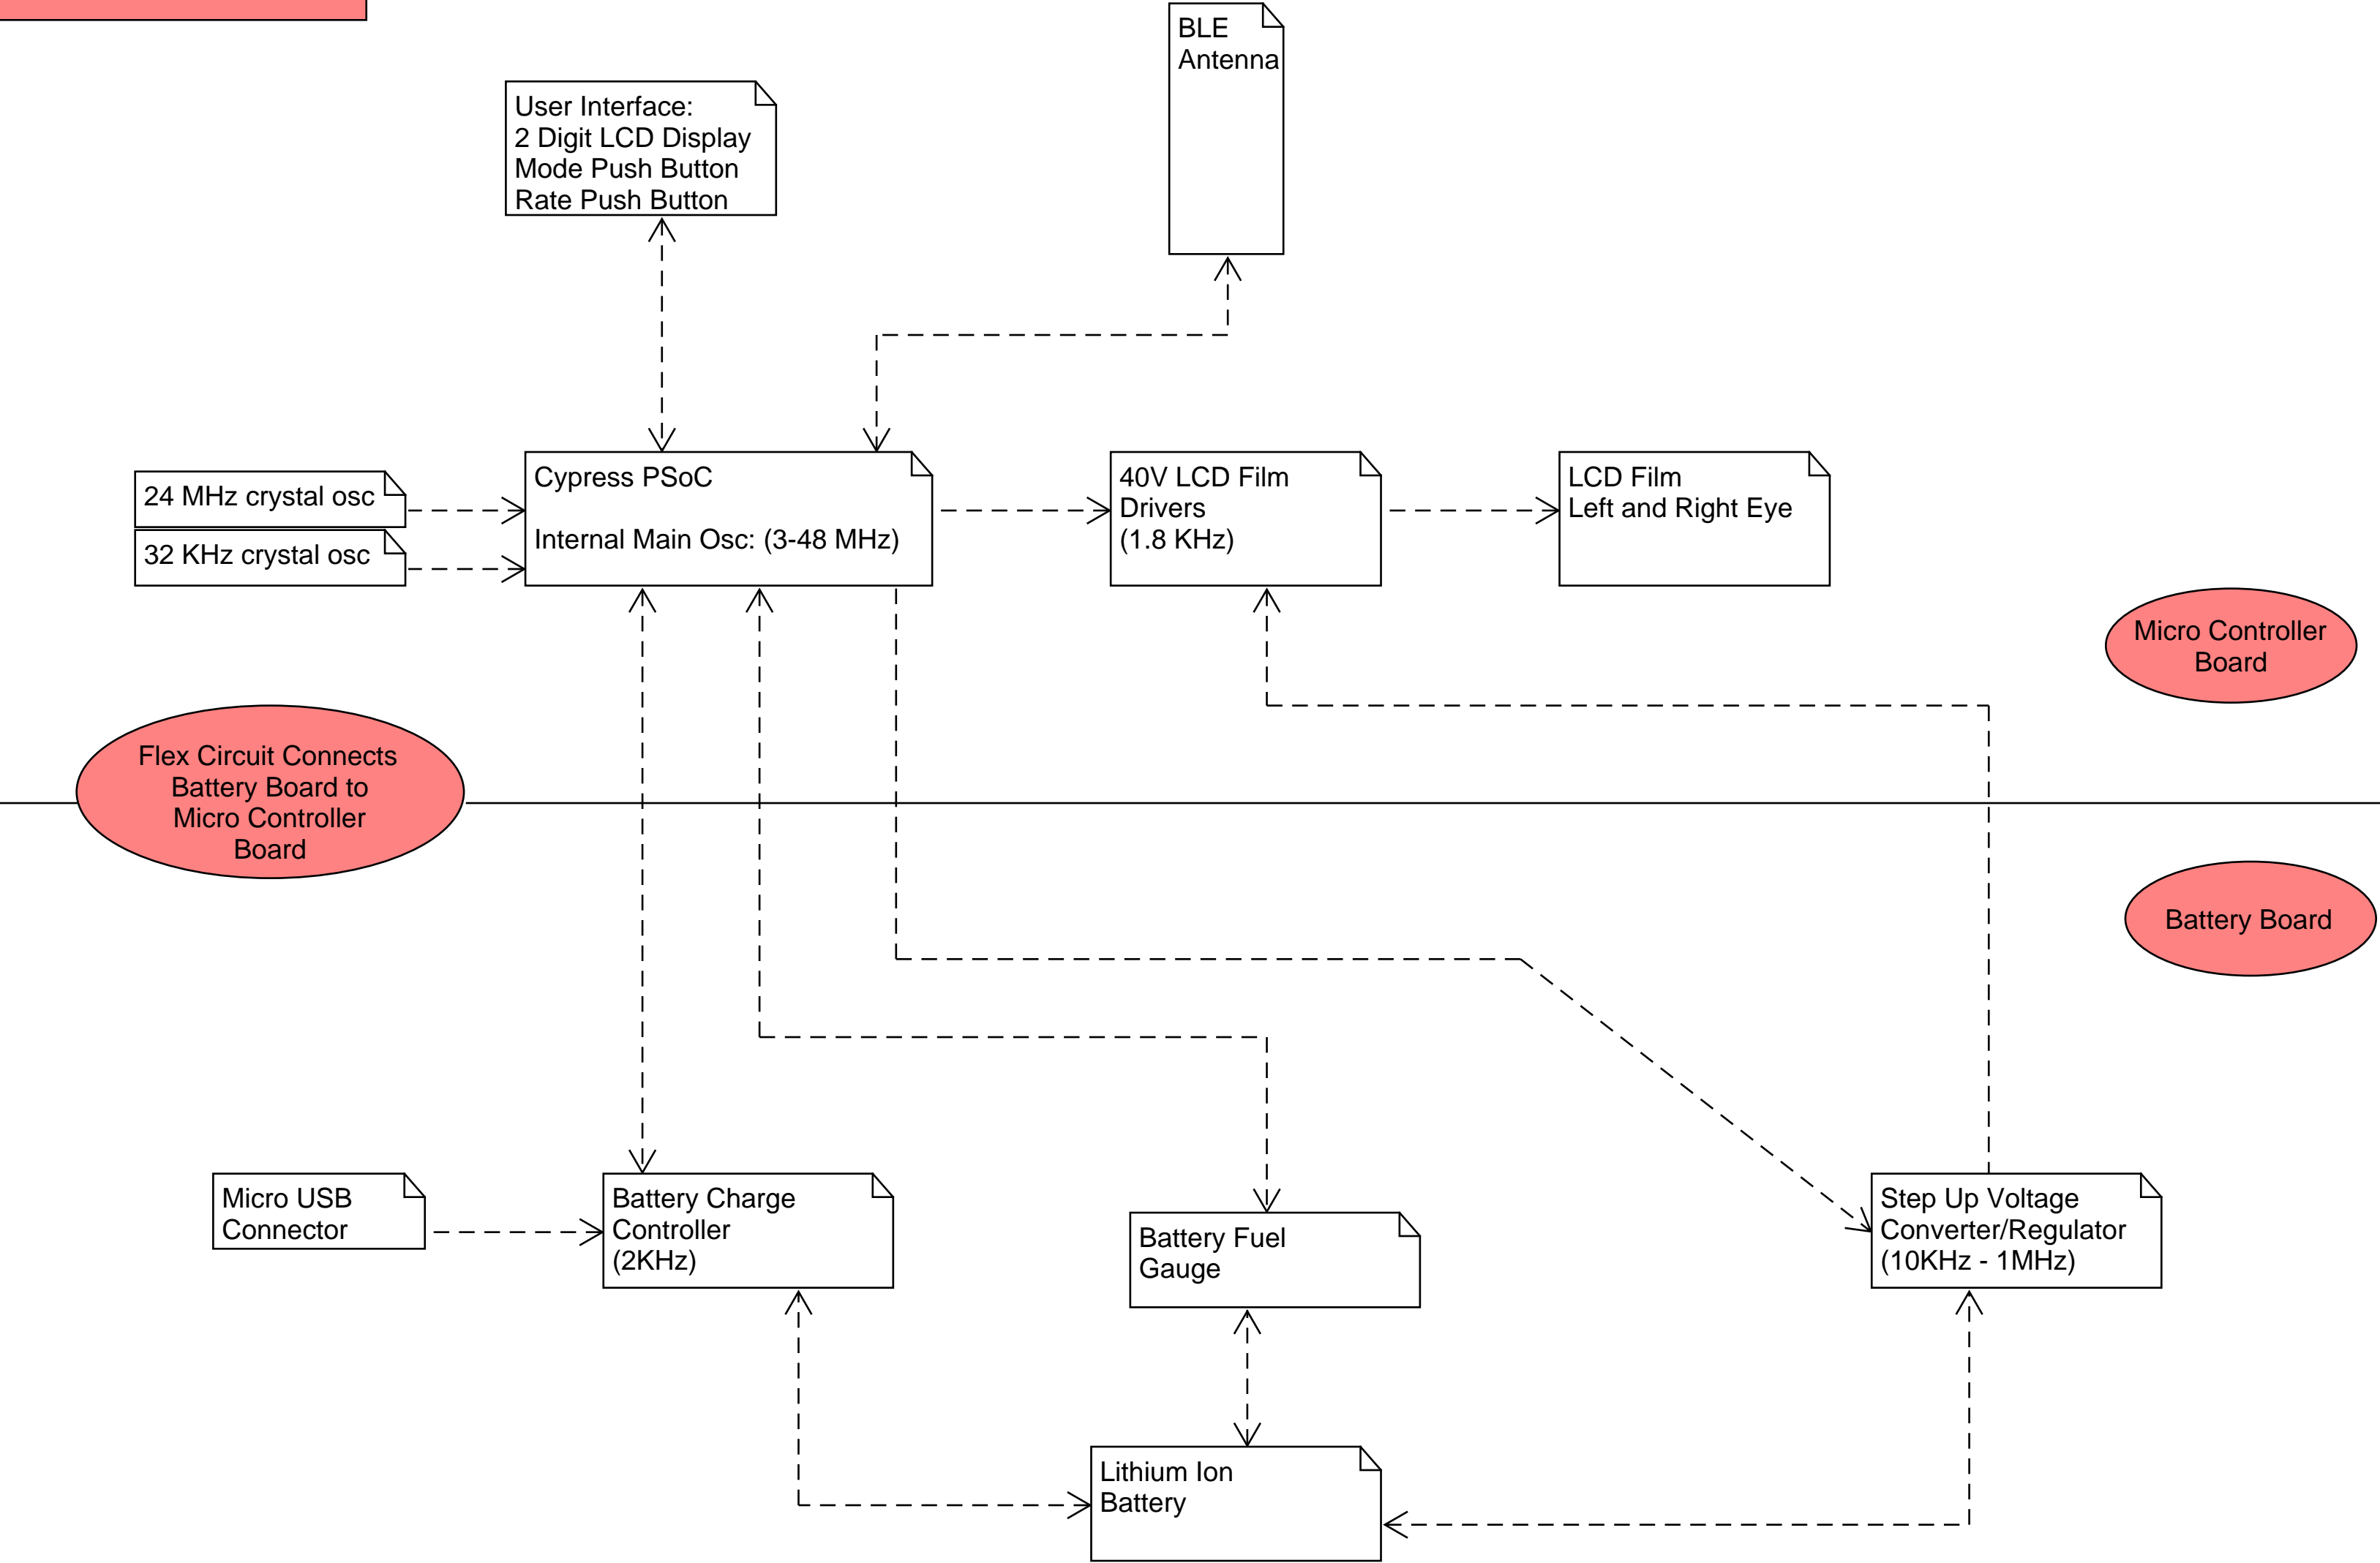 BLE
Antenna
User Interface:
2 Digit LCD Display
Mode Push Button
Rate Push Button
24 MHz crystal osc
32 KHz crystal osc
Cypress PSoC
Internal Main Osc: (3-48 MHz)
40V LCD Film
Drivers
(1.8 KHz)
LCD Film
Left and Right Eye
Micro Controller
Board
Flex Circuit Connects
Battery Board to
Micro Controller
Board
Battery Board
Micro USB
Connector
Battery Charge
Controller
(2KHz)
Battery Fuel
Gauge
Step Up Voltage
Converter/Regulator
(10KHz - 1MHz)
Lithium Ion
Battery